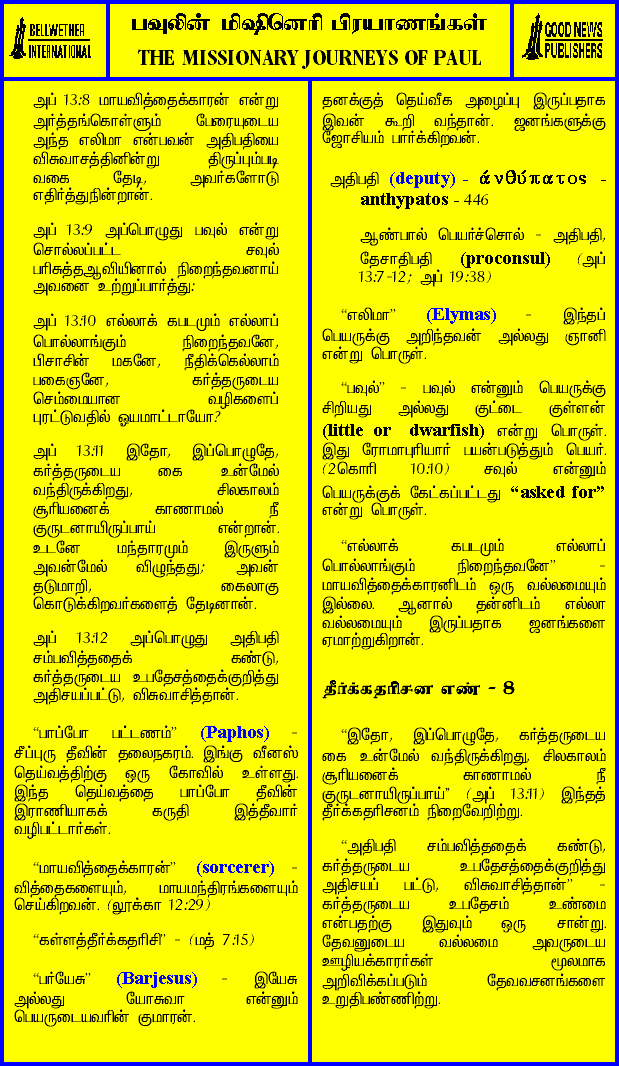 BELLWETHER
INTERNATIONAL
பவுலின் மிஷினெரி பிரயாணங்கள்
THE MISSIONARY JOURNEYS OF PAUL
GOOD NEWS
PUBLISHERS
அப் 13:8 மாயவித்தைக்காரன் என்று
அர்த்தங்கொள்ளும் பேரையுடைய
அந்த எலிமா என்பவன் அதிபதியை
விசுவாசத்தினின்று திருப்பும்படி
வகை தேடி, அவர்களோடு
எதிர்த்துநின்றான்.
அப் 13:9 அப்பொழுது பவுல் என்று
சொல்லப்பட்ட சவுல்
பரிசுத்தஆவியினால் நிறைந்தவனாய்
அவனை உற்றுப்பார்த்து:
அப் 13:10 எல்லாக் கபடமும் எல்லாப்
பொல்லாங்கும் நிறைந்தவனே,
பிசாசின் மகனே, நீதிக்கெல்லாம்
பகைஞனே, கர்த்தருடைய
செம்மையான வழிகளைப்
புரட்டுவதில் ஓயமாட்டாயோ?
அப் 13:11 இதோ, இப்பொழுதே,
கர்த்தருடைய கை உன்மேல்
வந்திருக்கிறது, சிலகாலம்
சூரியனைக் காணாமல் நீ
குருடனாயிருப்பாய் என்றான்.
உடனே மந்தாரமும் இருளும்
அவன்மேல் விழுந்தது; அவன்
தடுமாறி, கைலாகு
கொடுக்கிறவர்களைத் தேடினான்.
அப் 13:12 அப்பொழுது அதிபதி
சம்பவித்ததைக் கண்டு,
கர்த்தருடைய உபதேசத்தைக்குறித்து
அதிசயப்பட்டு, விசுவாசித்தான்.
“பாப்போ பட்டணம்” (Paphos) -
சீப்புரு தீவின் தலைநகரம். இங்கு வீனஸ்
தெய்வத்திற்கு ஒரு கோவில் உள்ளது.
இந்த தெய்வத்தை பாப்போ தீவின்
இராணியாகக் கருதி இத்தீவார்
வழிபட்டார்கள்.
“மாயவித்தைக்காரன்” (sorcerer) -
வித்தைகளையும், மாயமந்திரங்களையும்
செய்கிறவன். (லூக்கா 12:29)
“கள்ளத்தீர்க்கதரிசி” - (மத் 7:15)
“பர்யேசு” (Barjesus) - இயேசு
அல்லது யோசுவா என்னும்
பெயருடையவரின் குமாரன்.
தனக்குத் தெய்வீக அழைப்பு இருப்பதாக
இவன் கூறி வந்தான். ஜனங்களுக்கு
ஜோசியம் பார்க்கிறவன்.
அதிபதி (deputy) - άνθύπατος -
anthypatos - 446
ஆண்பால் பெயர்ச்சொல் - அதிபதி,
தேசாதிபதி (proconsul) (அப்
13:7-12; அப் 19:38)
“எலிமா” (Elymas) - இந்தப்
பெயருக்கு அறிந்தவன் அல்லது ஞானி
என்று பொருள்.
“பவுல்” - பவுல் என்னும் பெயருக்கு
சிறியது அல்லது குட்டை குள்ளன்
(little or dwarfish) என்று பொருள்.
இது ரோமாபுரியார் பயன்படுத்தும் பெயர்.
(2கொரி 10:10) சவுல் என்னும்
பெயருக்குக் கேட்கப்பட்டது “asked for”
என்று பொருள்.
“எல்லாக் கபடமும் எல்லாப்
பொல்லாங்கும் நிறைந்தவனே” -
மாயவித்தைக்காரனிடம் ஒரு வல்லமையும்
இல்லை. ஆனால் தன்னிடம் எல்லா
வல்லமையும் இருப்பதாக ஜனங்களை
ஏமாற்றுகிறான்.
தீர்க்கதரிசன எண் - 8
“இதோ, இப்பொழுதே, கர்த்தருடைய
கை உன்மேல் வந்திருக்கிறது, சிலகாலம்
சூரியனைக் காணாமல் நீ
குருடனாயிருப்பாய்” (அப் 13:11) இந்தத்
தீர்க்கதரிசனம் நிறைவேறிற்று.
“அதிபதி சம்பவித்ததைக் கண்டு,
கர்த்தருடைய உபதேசத்தைக்குறித்து
அதிசயப் பட்டு, விசுவாசித்தான்” -
கர்த்தருடைய உபதேசம் உண்மை
என்பதற்கு இதுவும் ஒரு சான்று.
தேவனுடைய வல்லமை அவருடைய
ஊழியக்காரர்கள் மூலமாக
அறிவிக்கப்படும் தேவவசனங்களை
உறுதிபண்ணிற்று.